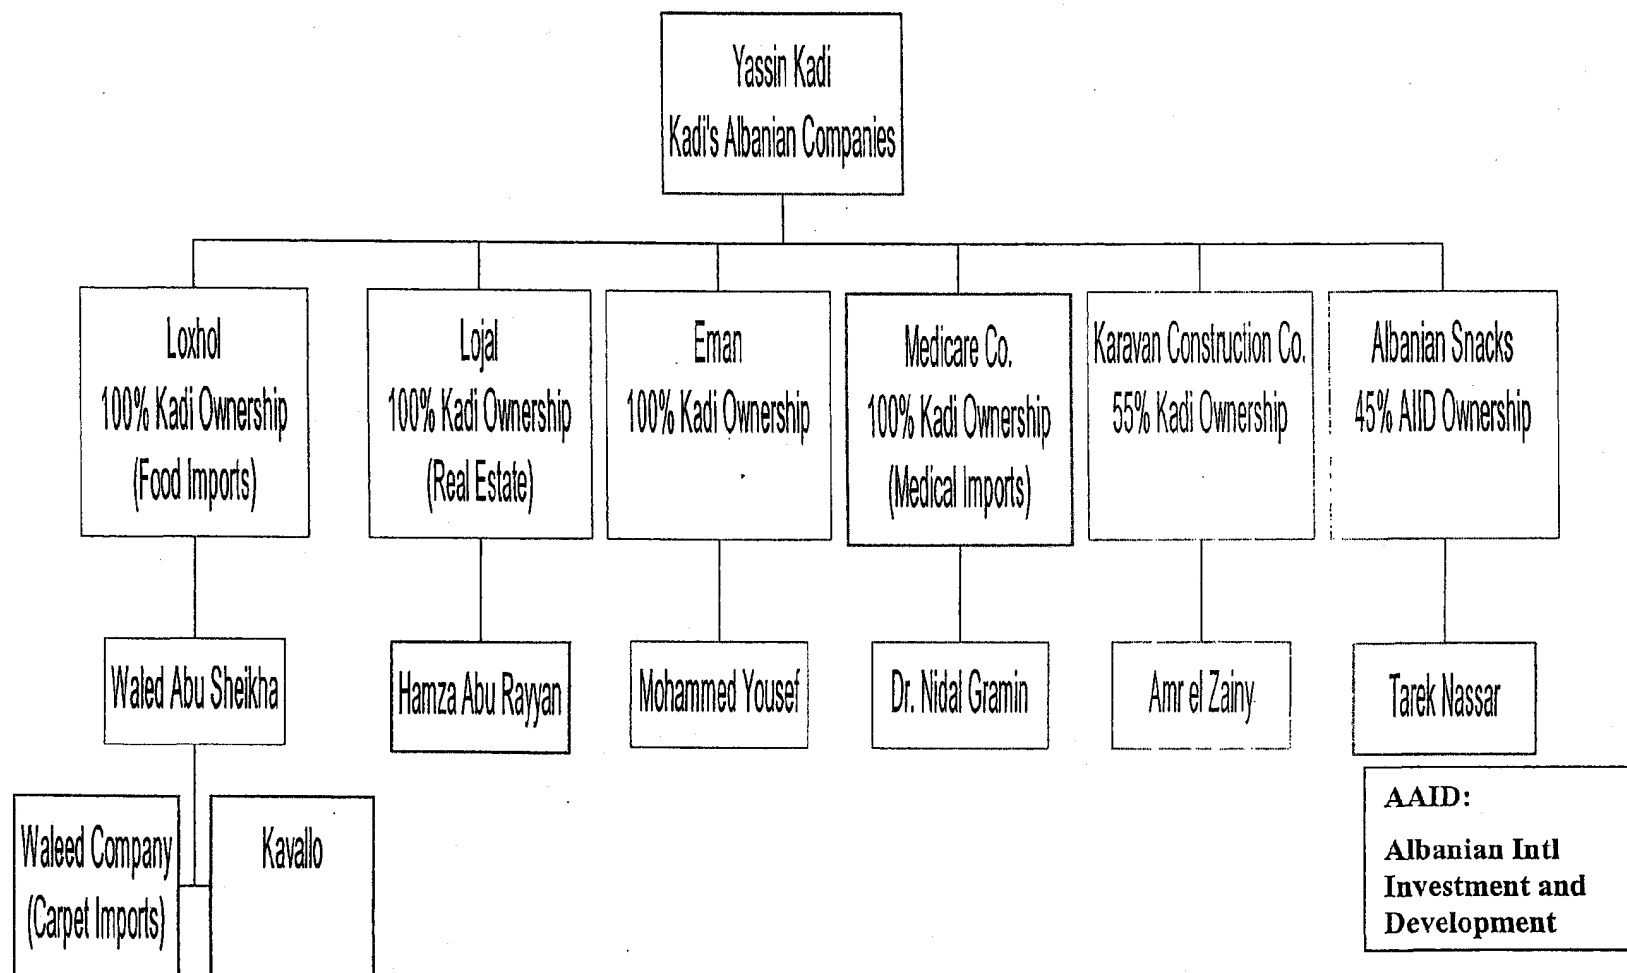 Yassin Kadi
Kadi's Albanian Companies
Loxhol
100% Kadi Ownership
(Food Imports)
Lojal
100% Kadi Ownership
(Real Estate)
Eman
100% Kadi Ownership
Medicare Co.
100% Kadi Ownership
(Medical Imports)
Karavan Construction Co.
55% Kadi Ownership
Albanian Snacks
45% AIID Ownership
Waled Abu Sheikha
Hamza Abu Rayyan
Mohammed Yousef
Dr. Nidal Gramin
Amr el Zainy
Tarek Nassar
Waleed Company
(Carpet Imports)
Kavallo
AAID:
Albanian Intl
Investment and
Development